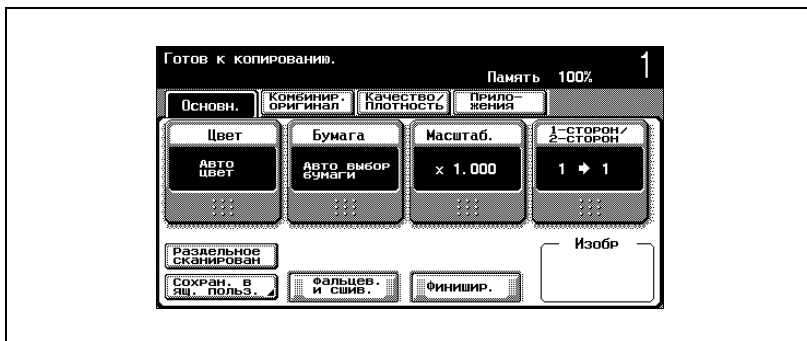 Готов к копированию.
Память 100% 1
Основн.
Комбинир.
оригинал
Качество/
Плотность
Прило-
жения
Цвет
Бумага
Масштаб.
1-сторон/
2-сторон
Авто
цвет
Авто выбор
бумаги
x 1.000
1 ➔ 1
Раздельное
сканирован
Изобр
Сохран. в
ящ. польз.
Фальцев.
и сшив.
Финишир.